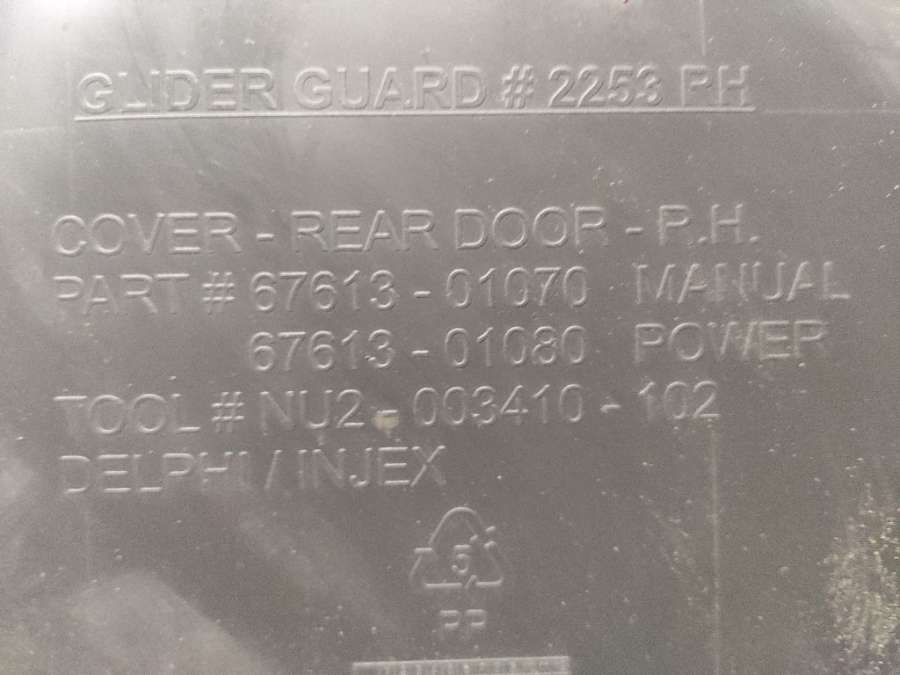 GLIDER GUARD # 2253 RH
COVER - REAR DOOR - R.H.
PART # 67613 - 01070 MANUAL
67613 - 01080 POWER
TOOL # NU2 - 003410 - 102
DELPHI / INJEX
5
PP